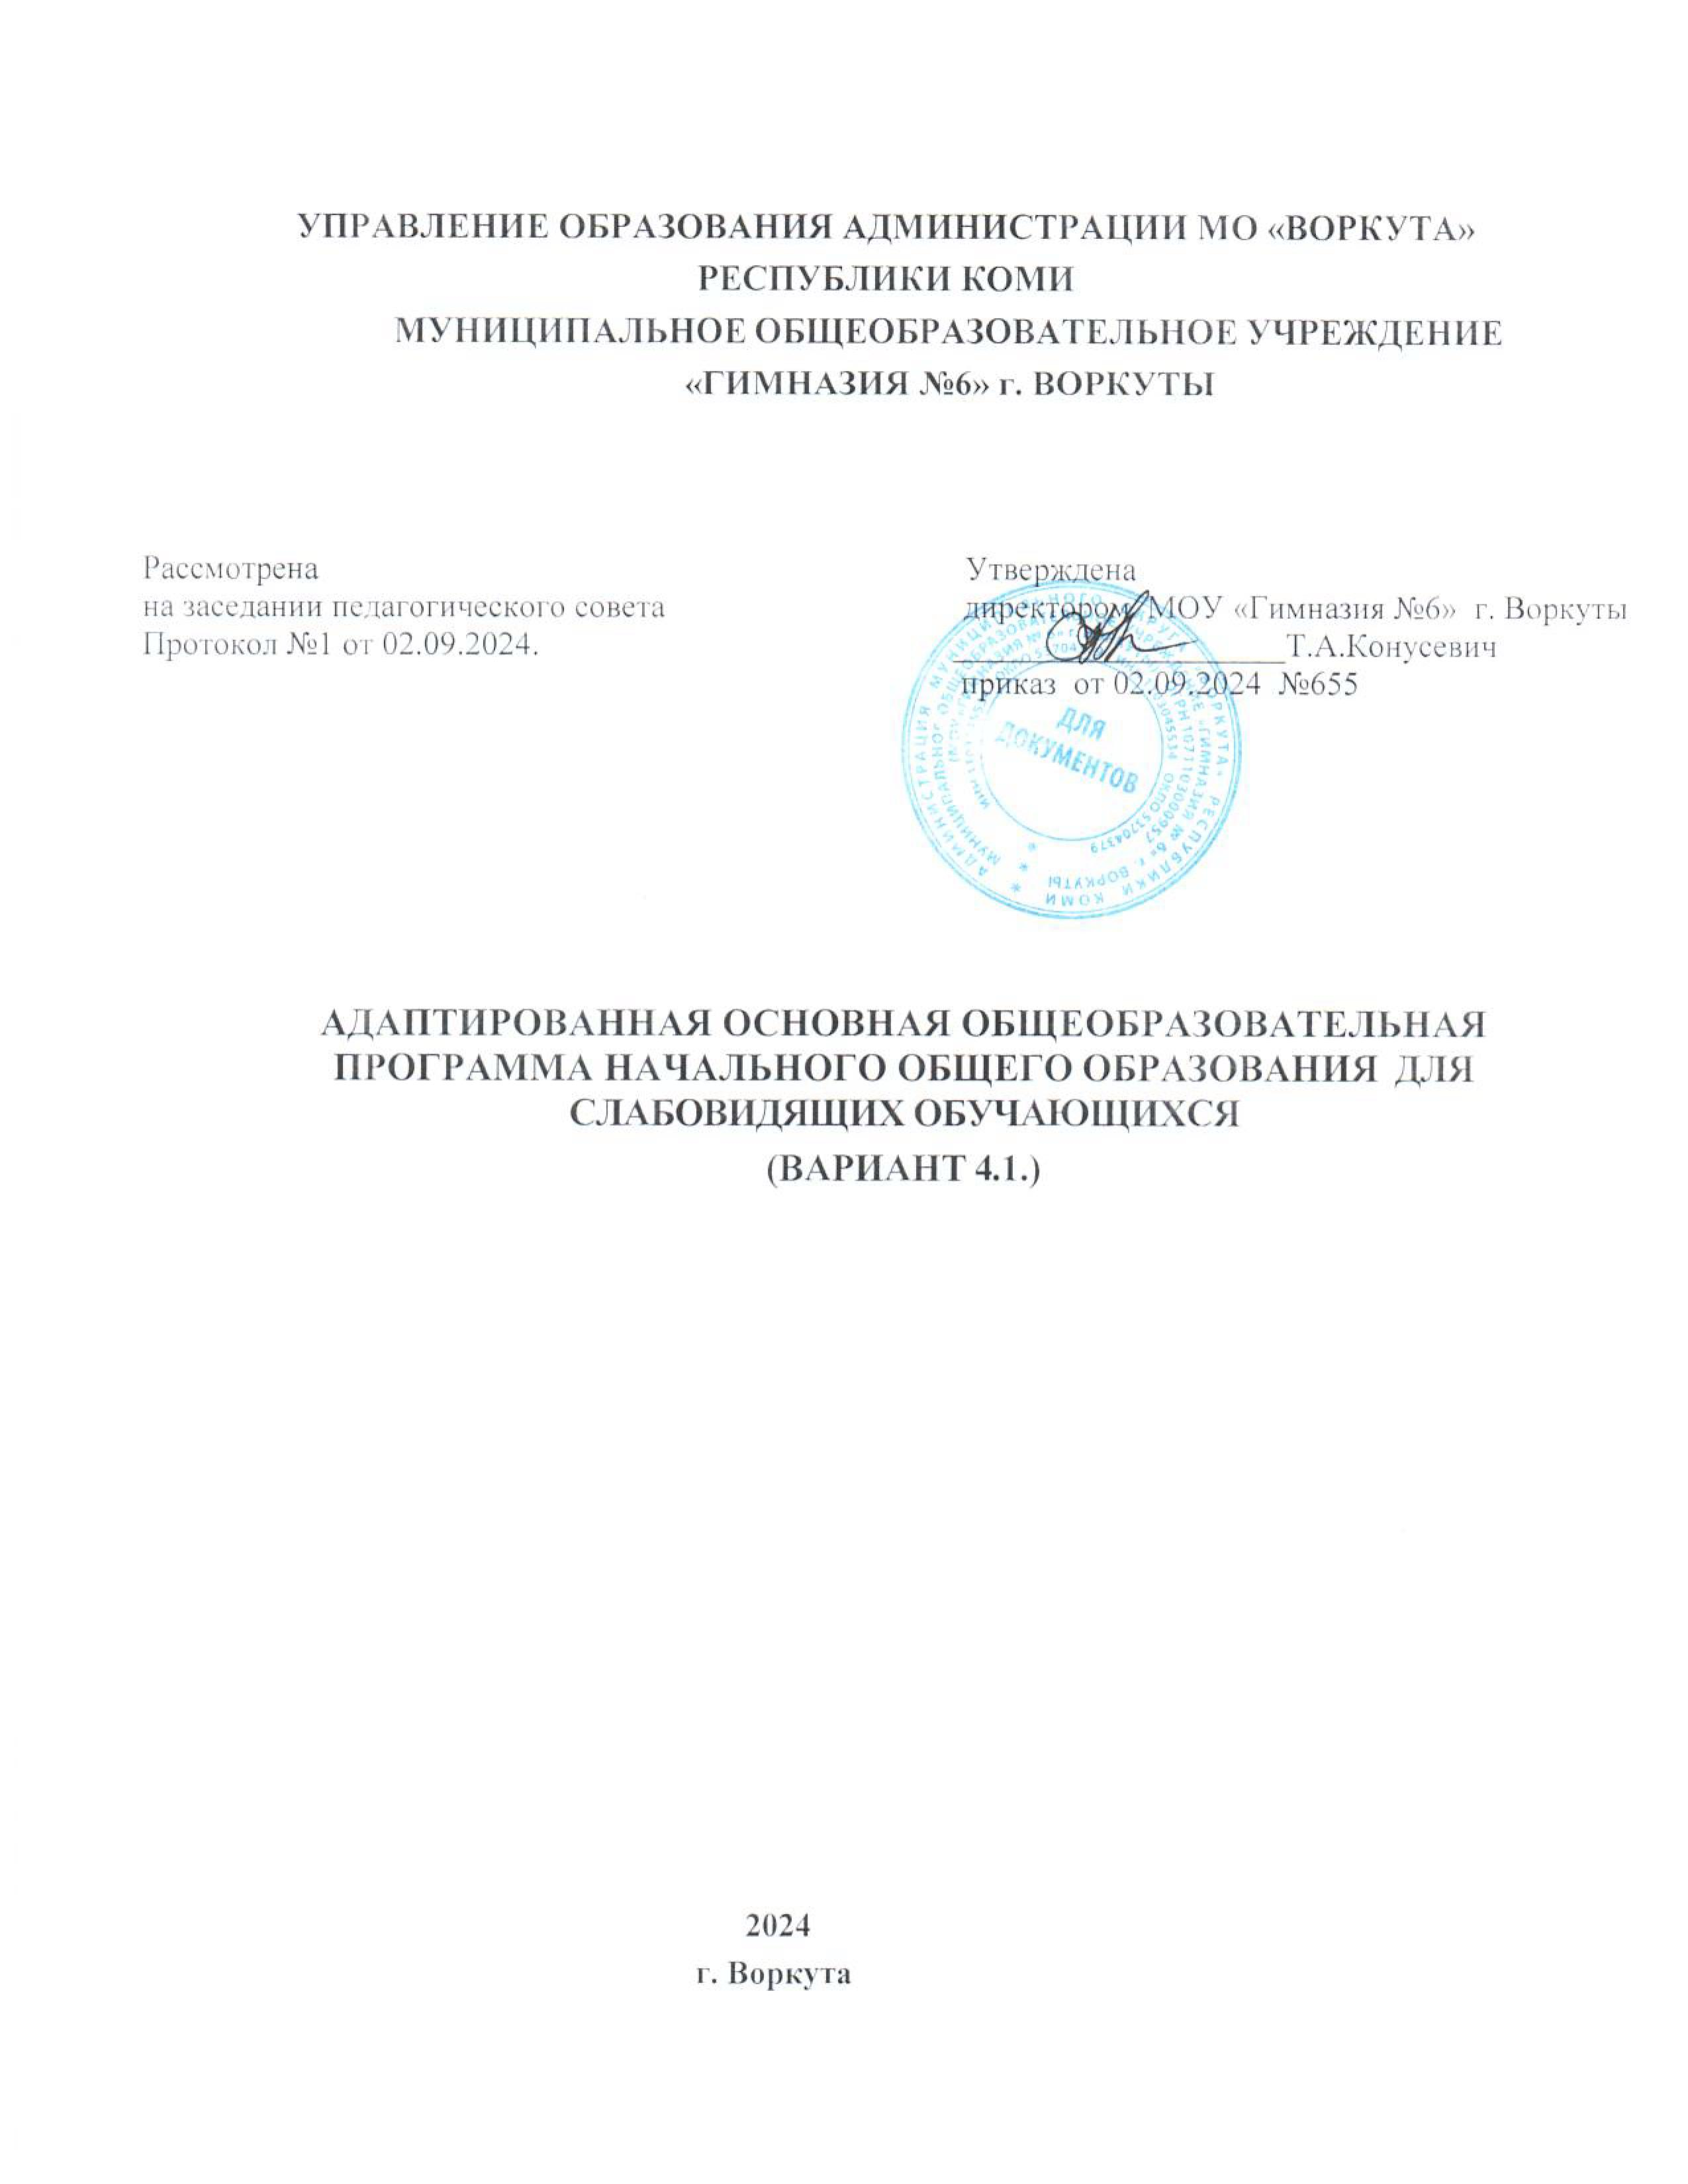 УПРАВЛЕНИЕ ОБРАЗОВАНИЯ АДМИНИСТРАЦИИ МО «ВОРКУТА»
РЕСПУБЛИКИ КОМИ
МУНИЦИПАЛЬНОЕ ОБЩЕОБРАЗОВАТЕЛЬНОЕ УЧРЕЖДЕНИЕ
«ГИМНАЗИЯ №6» г. ВОРКУТЫ
Рассмотрена
на заседании педагогического совета
Протокол №1 от 02.09.2024.
Утверждена
директором МОУ «Гимназия №6» г. Воркуты
Т.А.Конусевич
приказ от 02.09.2024 №655
ДЛЯ
ДОКУМЕНТОВ
АДАПТИРОВАННАЯ ОСНОВНАЯ ОБЩЕОБРАЗОВАТЕЛЬНАЯ
ПРОГРАММА НАЧАЛЬНОГО ОБЩЕГО ОБРАЗОВАНИЯ ДЛЯ
СЛАБОВИДЯЩИХ ОБУЧАЮЩИХСЯ
(ВАРИАНТ 4.1.)
2024
г. Воркута